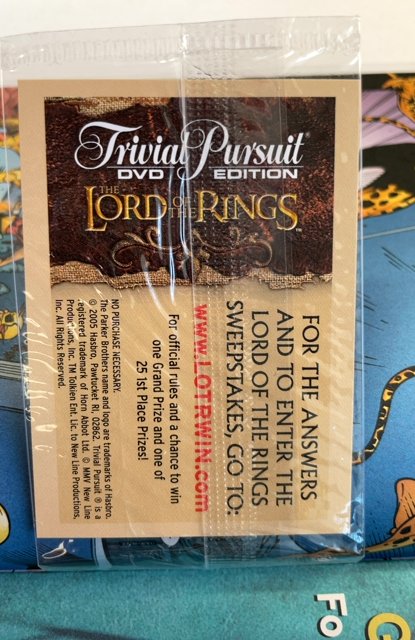 Trivial Pursuit®
DVD EDITION
THE
LORD OF THE RINGS™
FOR THE ANSWERS
AND TO ENTER THE
LORD OF THE RINGS
SWEEPSTAKES, GO TO:
www.LOTRWIN.com
For official rules and a chance to win
one Grand Prize and one of
25 1st Place Prizes!
NO PURCHASE NECESSARY.
The Parker Brothers name and logo are trademarks of Hasbro.
© 2005 Hasbro, Pawtucket RI, 02862. Trivial Pursuit ® is a
registered trademark of Horn Abbot Ltd. © MMV New Line
Productions, Inc. TM Tolkien Ent. Lic. to New Line Productions,
Inc. All Rights Reserved.